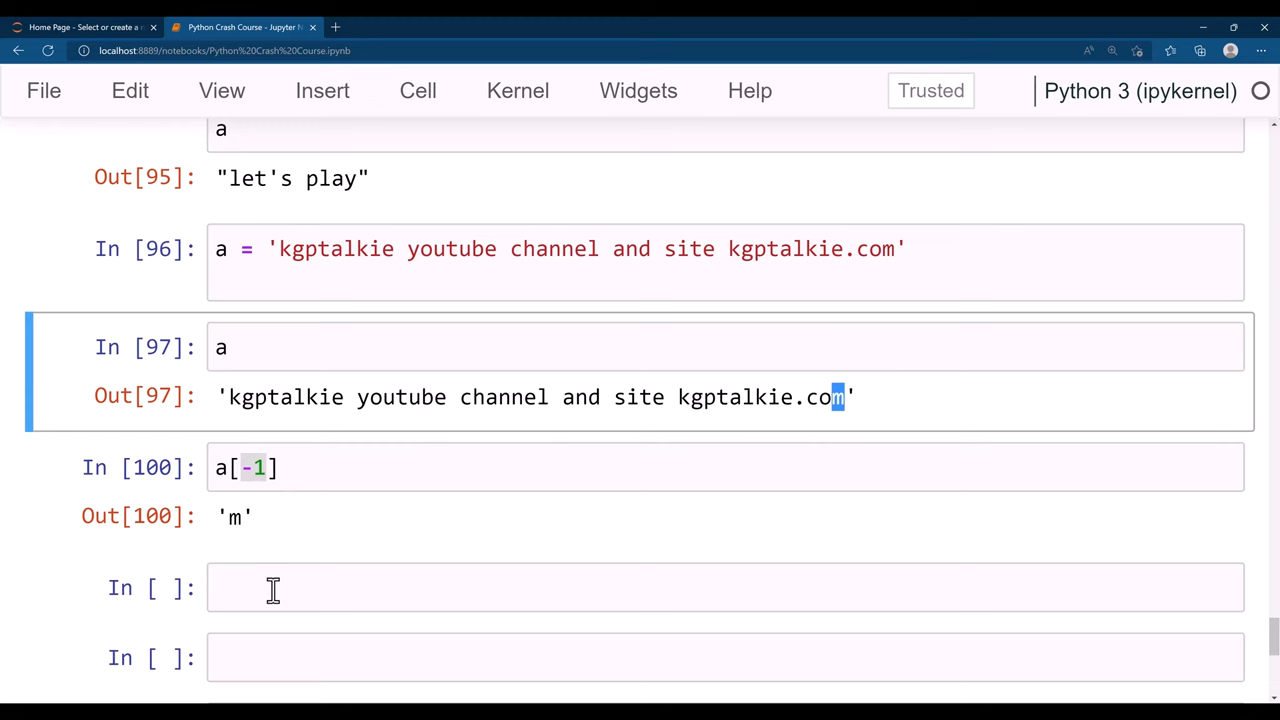 Home Page - Select or create a n
Python Crash Course - Jupyter N
localhost:8889/notebooks/Python%20Crash%20Course.ipynb
File Edit View Insert Cell Kernel Widgets Help Trusted Python 3 (ipykernel)
a
Out[95]: "let's play"
In [96]: a = 'kgptalkie youtube channel and site kgptalkie.com'
In [97]: a
Out[97]: 'kgptalkie youtube channel and site kgptalkie.com'
In [100]: a[-1]
Out[100]: 'm'
In [ ]:
In [ ]: